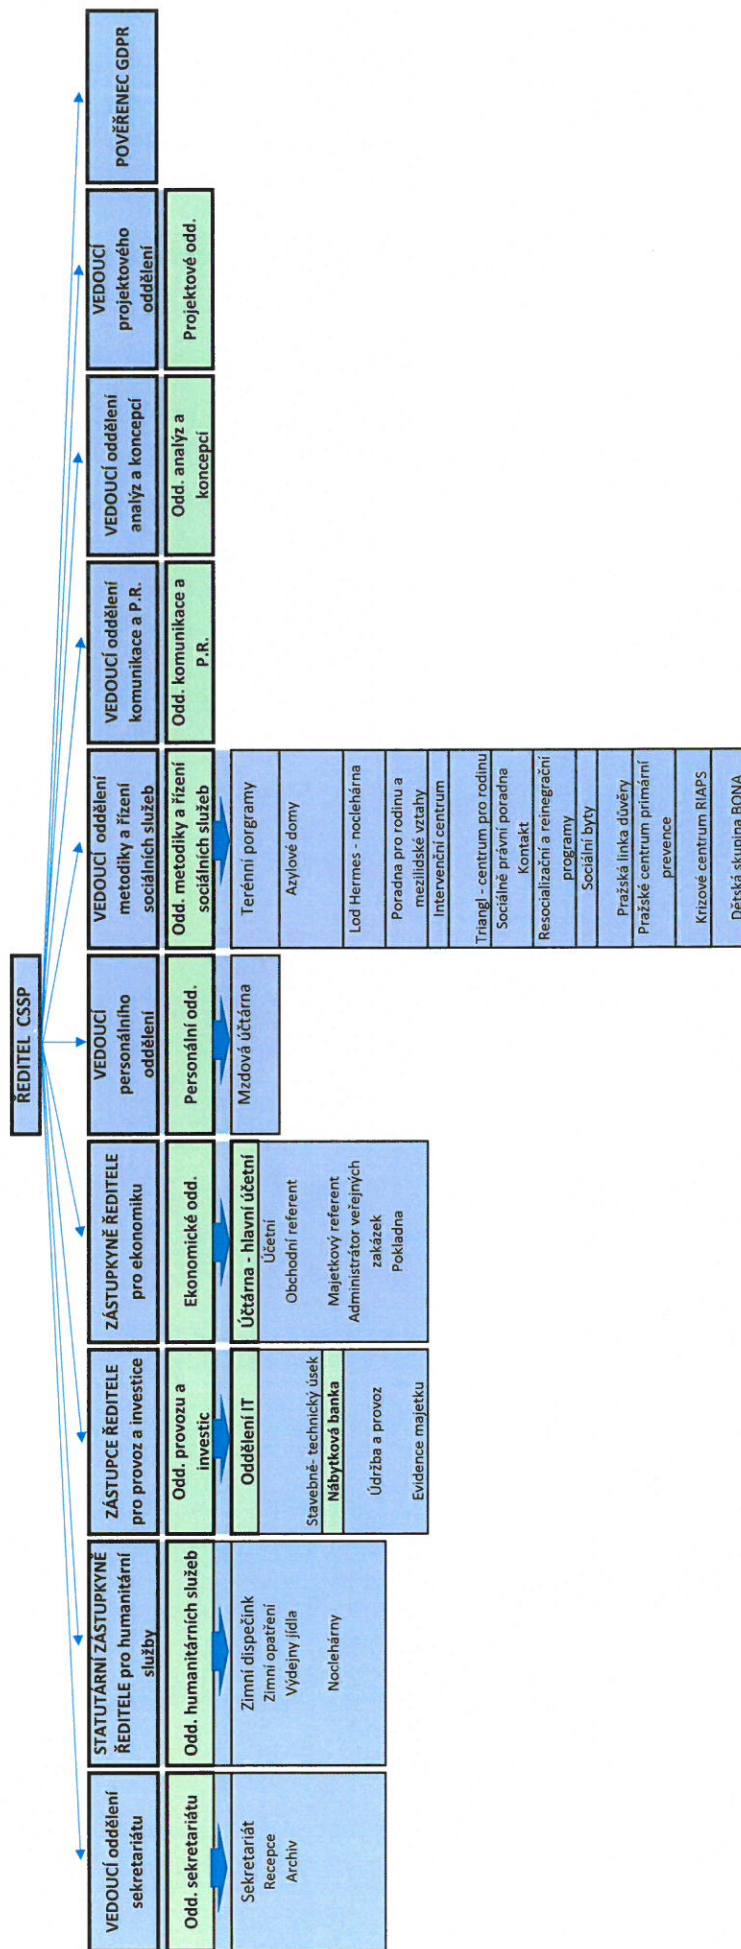 ŘEDITEL CSSP
VEDOUCÍ oddělení
sekretariátu
Odd. sekretariátu
Sekretariát
Recepce
Archiv
STATUTÁRNÍ ZÁSTUPKYNĚ
ŘEDITELE pro humanitární
služby
Odd. humanitárních služeb
Zimní dispečink
Zimní opatření
Výdejny jídla
Noclehárny
ZÁSTUPCE ŘEDITELE
pro provoz a investice
Odd. provozu a
investic
Oddělení IT
Stavebně- technický úsek
Nábytková banka
Údržba a provoz
Evidence majetku
ZÁSTUPKYNĚ ŘEDITELE
pro ekonomiku
Ekonomické odd.
Účtárna - hlavní účetní
Účetní
Obchodní referent
Majetkový referent
Administrátor veřejných
zakázek
Pokladna
VEDOUCÍ
personálního
oddělení
Personální odd.
Mzdová účtárna
VEDOUCÍ oddělení
metodiky a řízení
sociálních služeb
Odd. metodiky a řízení
sociálních služeb
Terénní porgramy
Azylové domy
Lod Hermes - noclehárna
Poradna pro rodinu a
mezilidské vztahy
Intervenční centrum
Triangl - centrum pro rodinu
Sociálně právní poradna
Kontakt
Resocializační a reinegrační
programy
Sociální byty
Pražská linka důvěry
Pražské centrum primární
prevence
Krizové centrum RIAPS
Dětská skupina BONA
VEDOUCÍ oddělení
komunikace a P.R.
Odd. komunikace a
P.R.
VEDOUCÍ oddělení
analýz a koncepcí
Odd. analýz a
koncepcí
VEDOUCÍ
projektového
oddělení
Projektové odd.
POVĚŘENEC GDPR